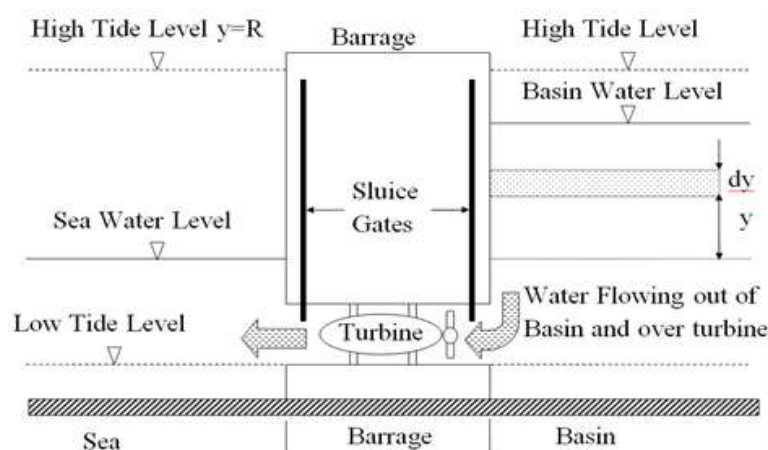 High Tide Level y=R
Barrage
High Tide Level
Basin Water Level
dy
Sluice
Gates
y
Sea Water Level
Water Flowing out of
Basin and over turbine
Low Tide Level
Turbine
Sea
Barrage
Basin